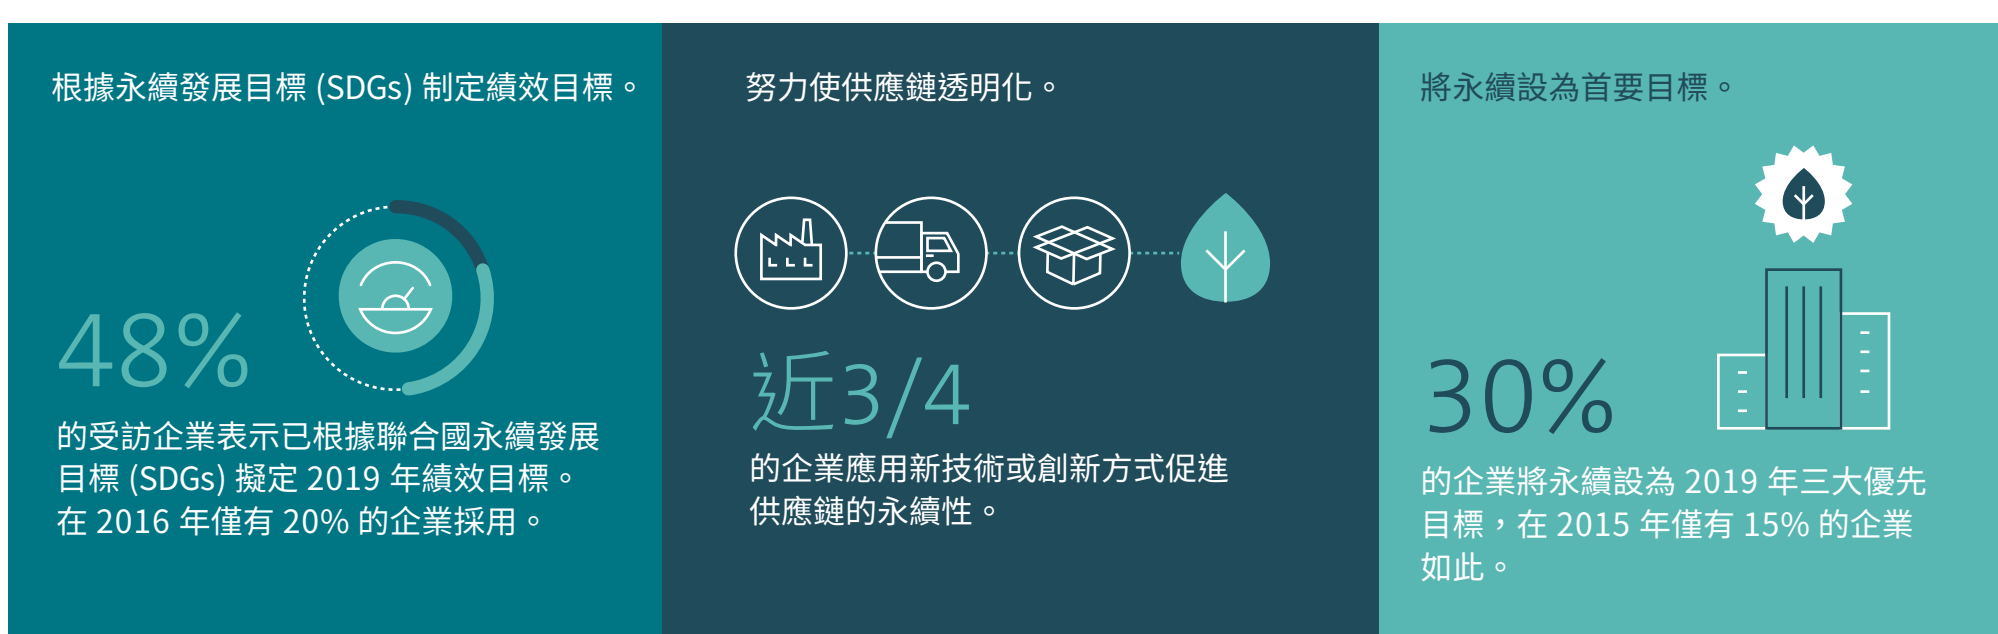 根據永續發展目標 (SDGs) 制定績效目標。
48%
的受訪企業表示已根據聯合國永續發展
目標 (SDGs) 擬定 2019 年績效目標。
在 2016 年僅有 20% 的企業採用。
努力使供應鏈透明化。
近3/4
的企業應用新技術或創新方式促進
供應鏈的永續性。
將永續設為首要目標。
30%
的企業將永續設為 2019 年三大優先
目標，在 2015 年僅有 15% 的企業
如此。